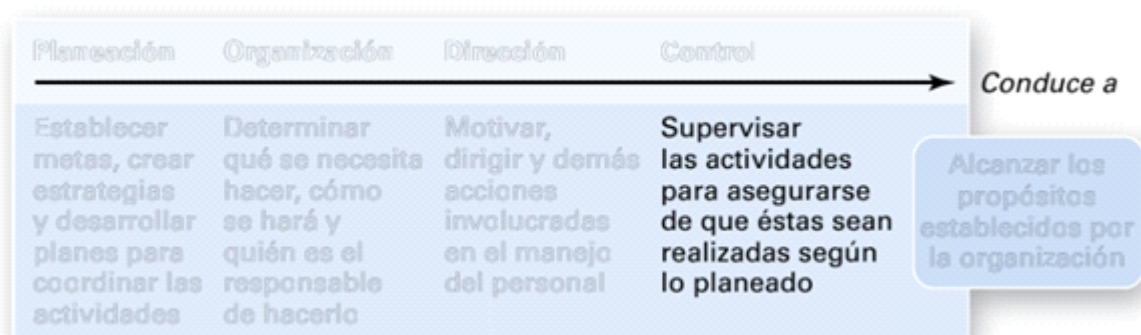 Planeación Organización Dirección Control
Conduce a
Establecer
metas, crear
estrategias
y desarrollar
planes para
coordinar las
actividades
Determinar
qué se necesita
hacer, cómo
se hará y
quién es el
responsable
de hacerlo
Motivar,
dirigir y demás
acciones
involucradas
en el manejo
del personal
Supervisar
las actividades
para asegurarse
de que éstas sean
realizadas según
lo planeado
Alcanzar los
propósitos
establecidos por
la organización